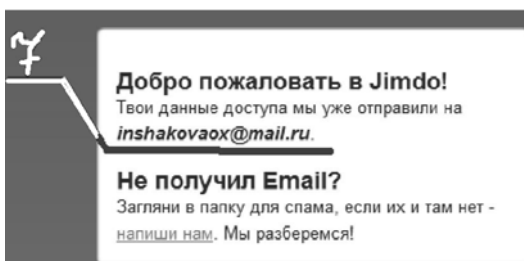 7
Добро пожаловать в Jimdo!
Твои данные доступа мы уже отправили на
inshakovaox@mail.ru.
Не получил Email?
Загляни в папку для спама, если их и там нет -
напиши нам. Мы разберемся!